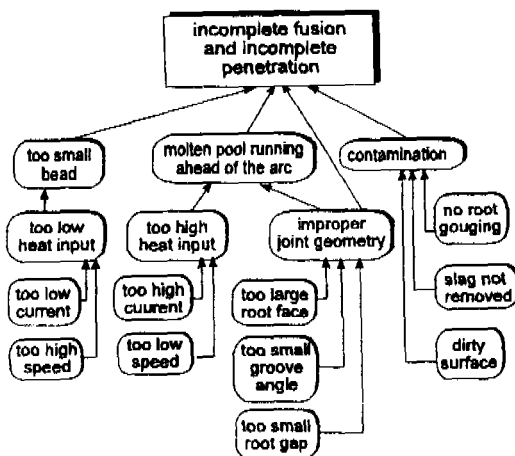 incomplete fusion
and incomplete
penetration
too small
bead
molten pool running
ahead of the arc
contamination
too low
heat input
too high
heat input
improper
joint geometry
no root
gouging
too low
current
too high
cuurent
too large
root face
slag not
removed
too high
speed
too low
speed
too small
groove
angle
dirty
surface
too small
root gap